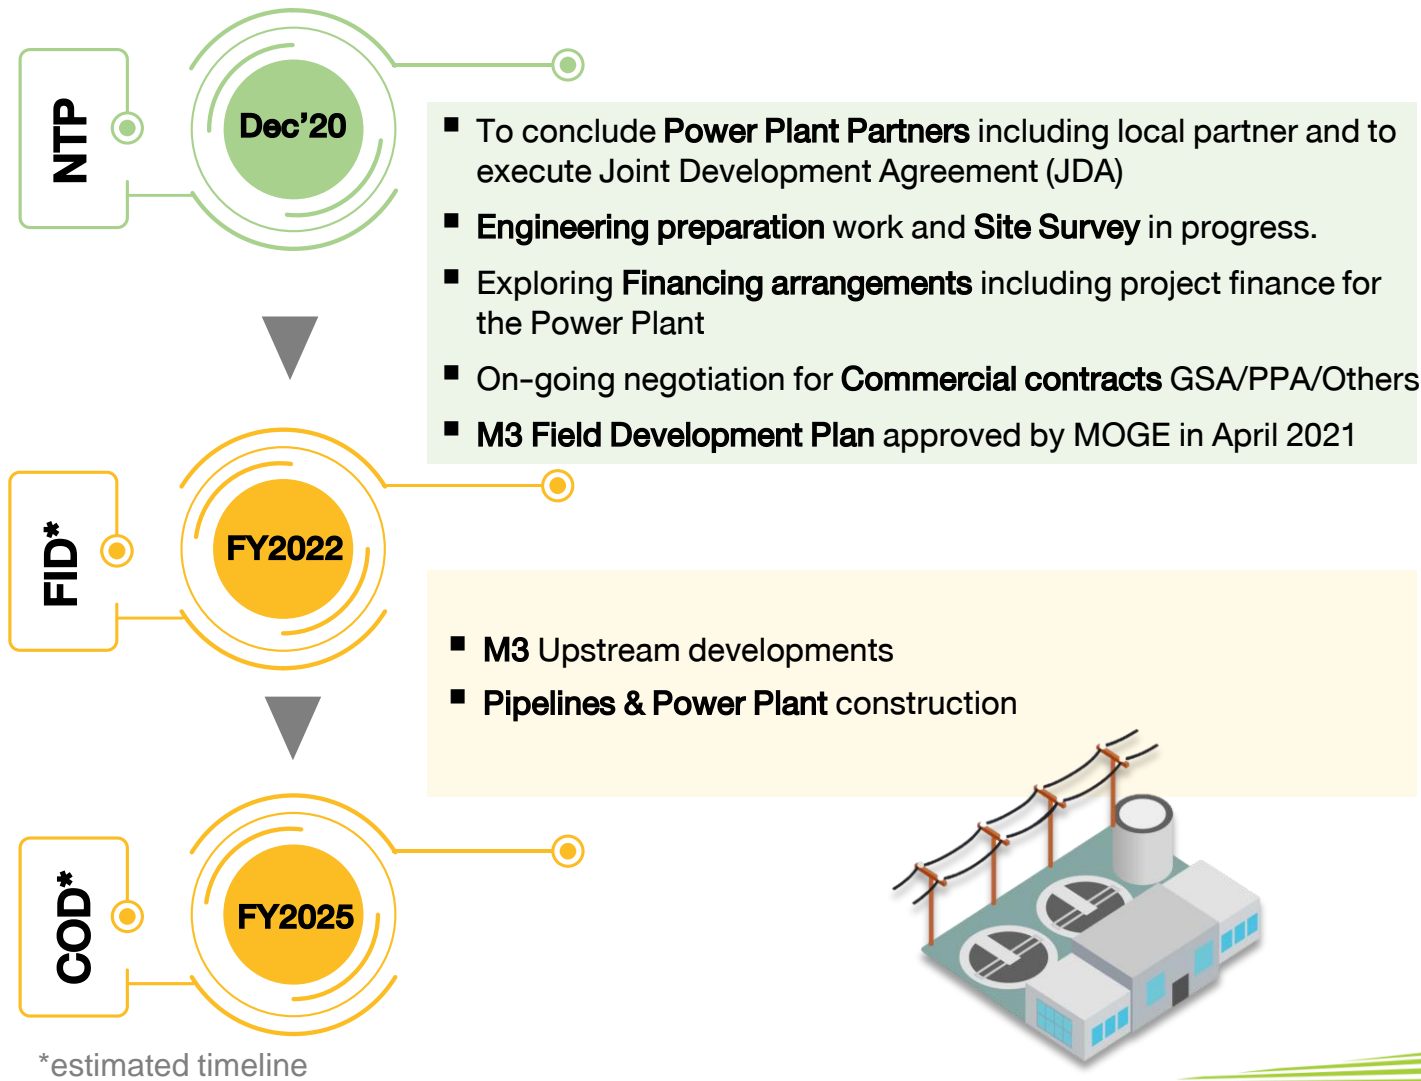 NTP
Dec'20
▪ To conclude Power Plant Partners including local partner and to
execute Joint Development Agreement (JDA)
▪ Engineering preparation work and Site Survey in progress.
▪ Exploring Financing arrangements including project finance for
the Power Plant
▪ On-going negotiation for Commercial contracts GSA/PPA/Others
▪ M3 Field Development Plan approved by MOGE in April 2021
FID*
FY2022
▪ M3 Upstream developments
▪ Pipelines & Power Plant construction
COD*
FY2025
*estimated timeline